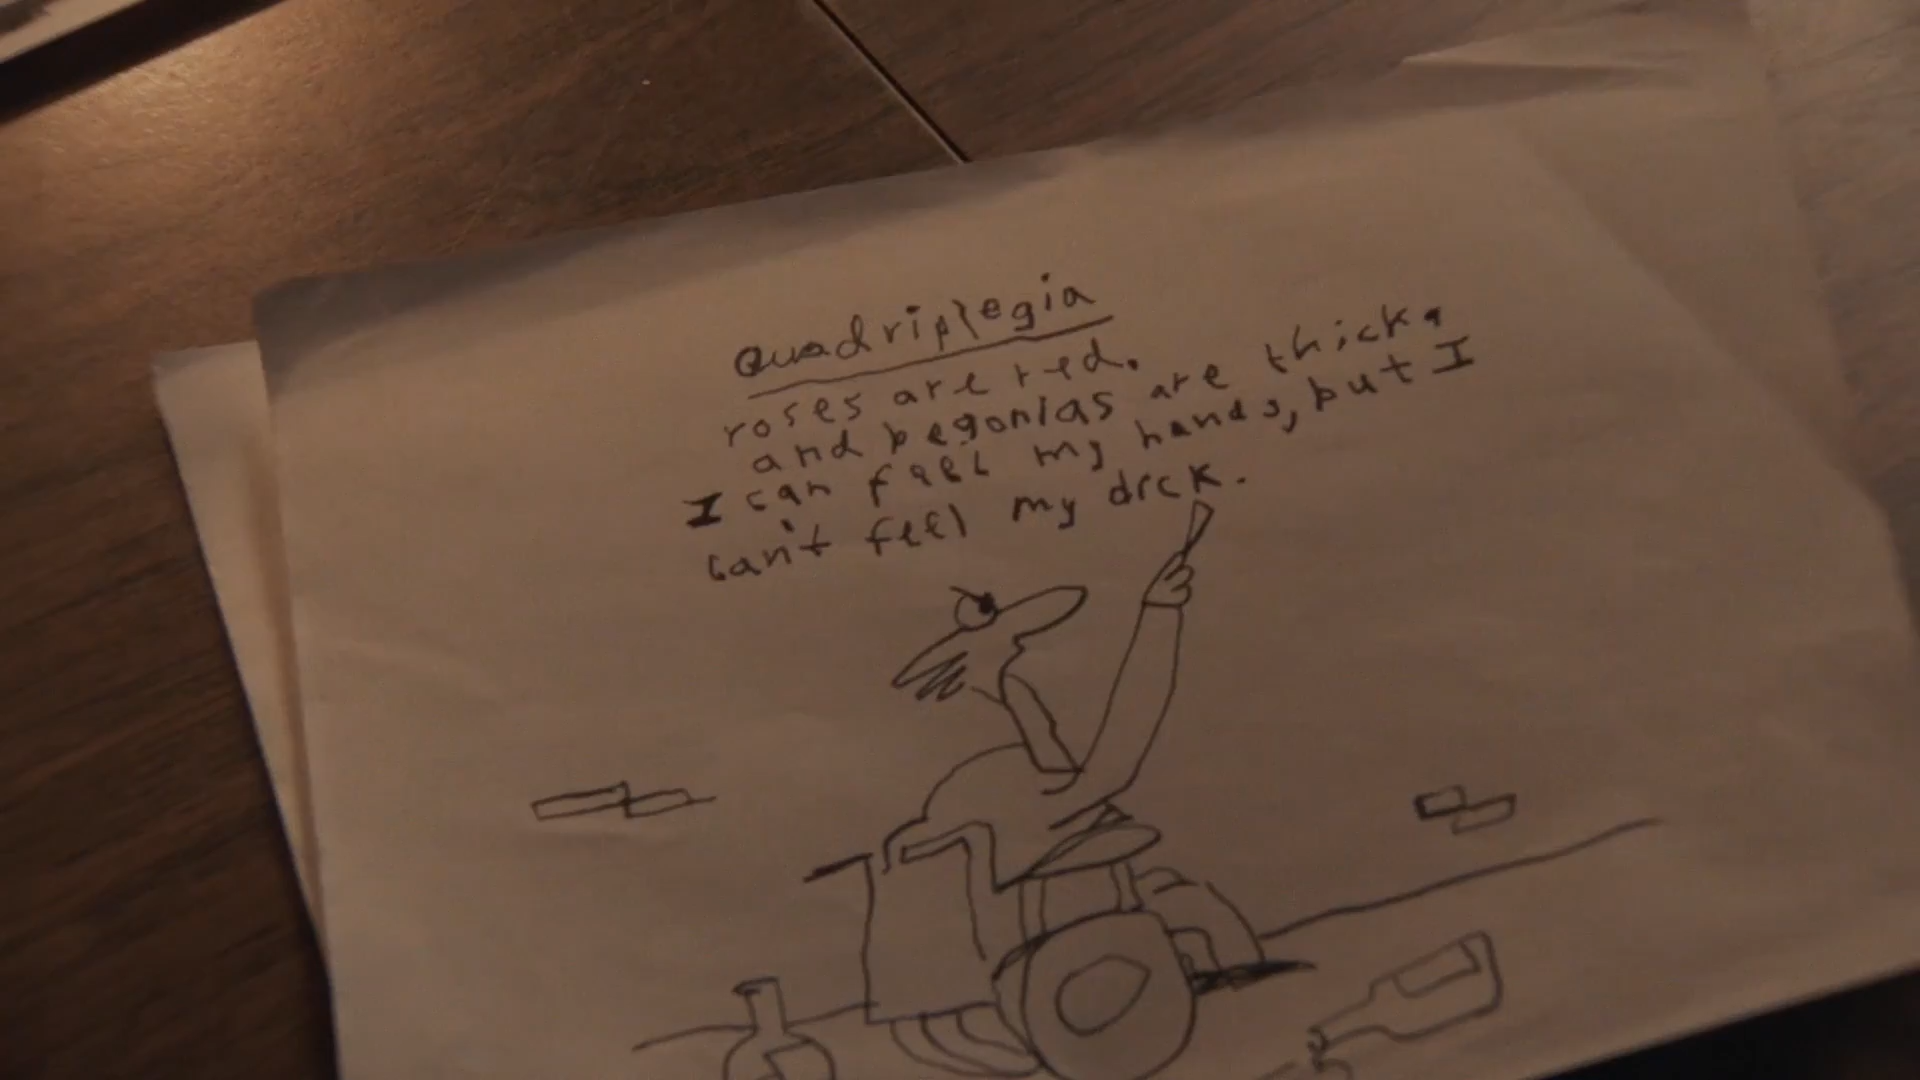 Quadriplegia
roses are red.
and begonias are thick.
I can feel my hands, but I
can't feel my dick.